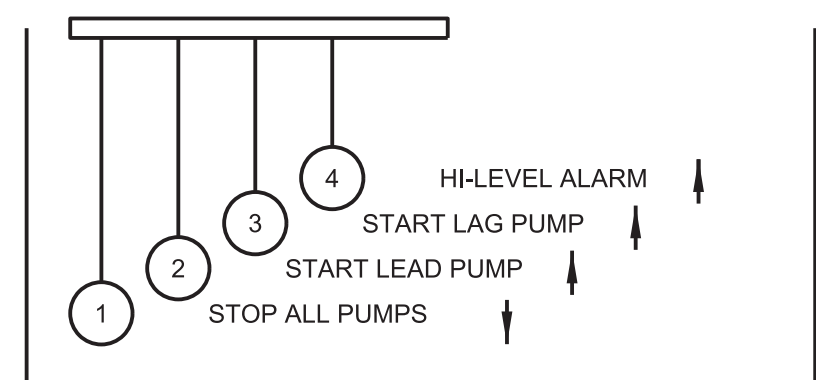 4 HI-LEVEL ALARM
3 START LAG PUMP
2 START LEAD PUMP
1 STOP ALL PUMPS